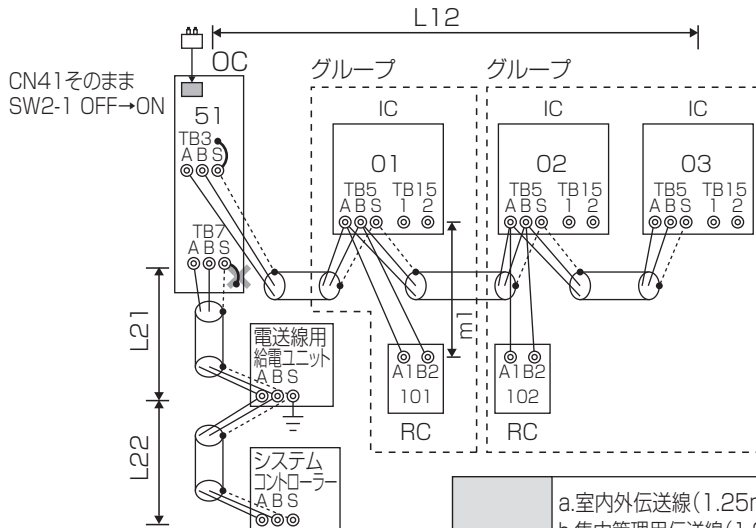 L12
CN41そのまま
SW2-1 OFF→ON
OC
51
TB3
A B S
TB7
A B S
グループ
IC
01
TB5 TB15
A B S 1 2
グループ
IC
02
TB5 TB15
A B S 1 2
IC
03
TB5 TB15
A B S 1 2
m1
A1 B2
101
RC
A1 B2
102
RC
L21
電送線用
給電ユニット
A B S
L22
システム
コントローラー
A B S
a.室内外伝送線(1.25m